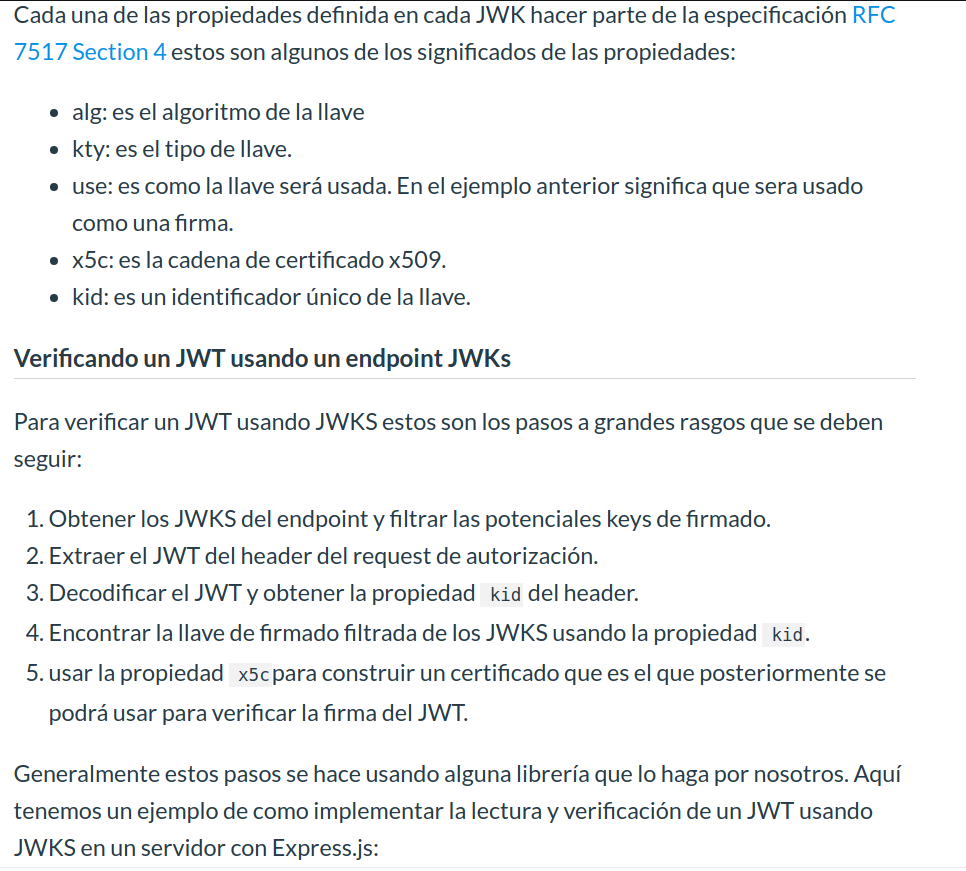 Cada una de las propiedades definida en cada JWK hacer parte de la especificación RFC
7517 Section 4 estos son algunos de los significados de las propiedades:
• alg: es el algoritmo de la llave
• kty: es el tipo de llave.
• use: es como la llave será usada. En el ejemplo anterior significa que sera usado
como una firma.
• x5c: es la cadena de certificado x509.
• kid: es un identificador único de la llave.
Verificando un JWT usando un endpoint JWKs
Para verificar un JWT usando JWKS estos son los pasos a grandes rasgos que se deben
seguir:
1. Obtener los JWKS del endpoint y filtrar las potenciales keys de firmado.
2. Extraer el JWT del header del request de autorización.
3. Decodificar el JWT y obtener la propiedad kid del header.
4. Encontrar la llave de firmado filtrada de los JWKS usando la propiedad kid.
5. usar la propiedad x5c para construir un certificado que es el que posteriormente se
podrá usar para verificar la firma del JWT.
Generalmente estos pasos se hace usando alguna librería que lo haga por nosotros. Aquí
tenemos un ejemplo de como implementar la lectura y verificación de un JWT usando
JWKS en un servidor con Express.js: